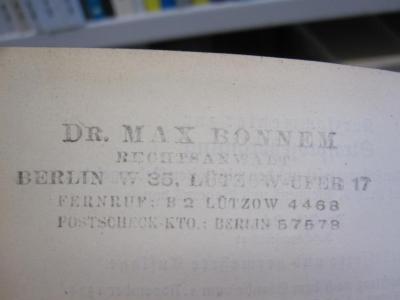 DR. MAX BONNEM
RECHTSANWALT
BERLIN W 35, LÜTZOW-UFER 17
FERNRUF: B 2 LÜTZOW 4468
POSTSCHECK-KTO.: BERLIN 57579